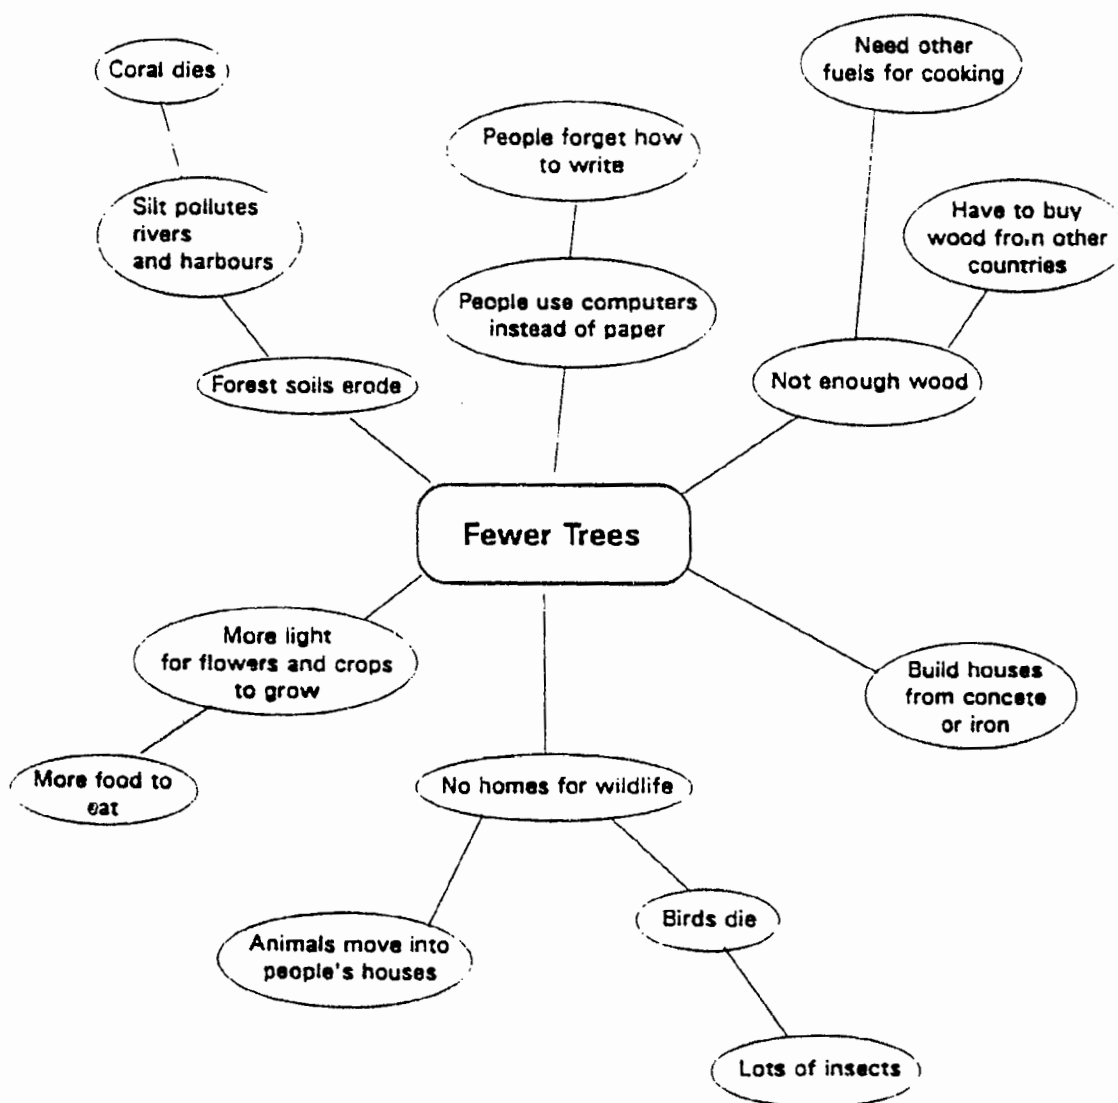 Need other
fuels for cooking
Coral dies
People forget how
to write
Silt pollutes
rivers
and harbours
Have to buy
wood from other
countries
People use computers
instead of paper
Forest soils erode
Not enough wood
Fewer Trees
More light
for flowers and crops
to grow
Build houses
from concete
or iron
More food to
eat
No homes for wildlife
Birds die
Animals move into
people's houses
Lots of insects